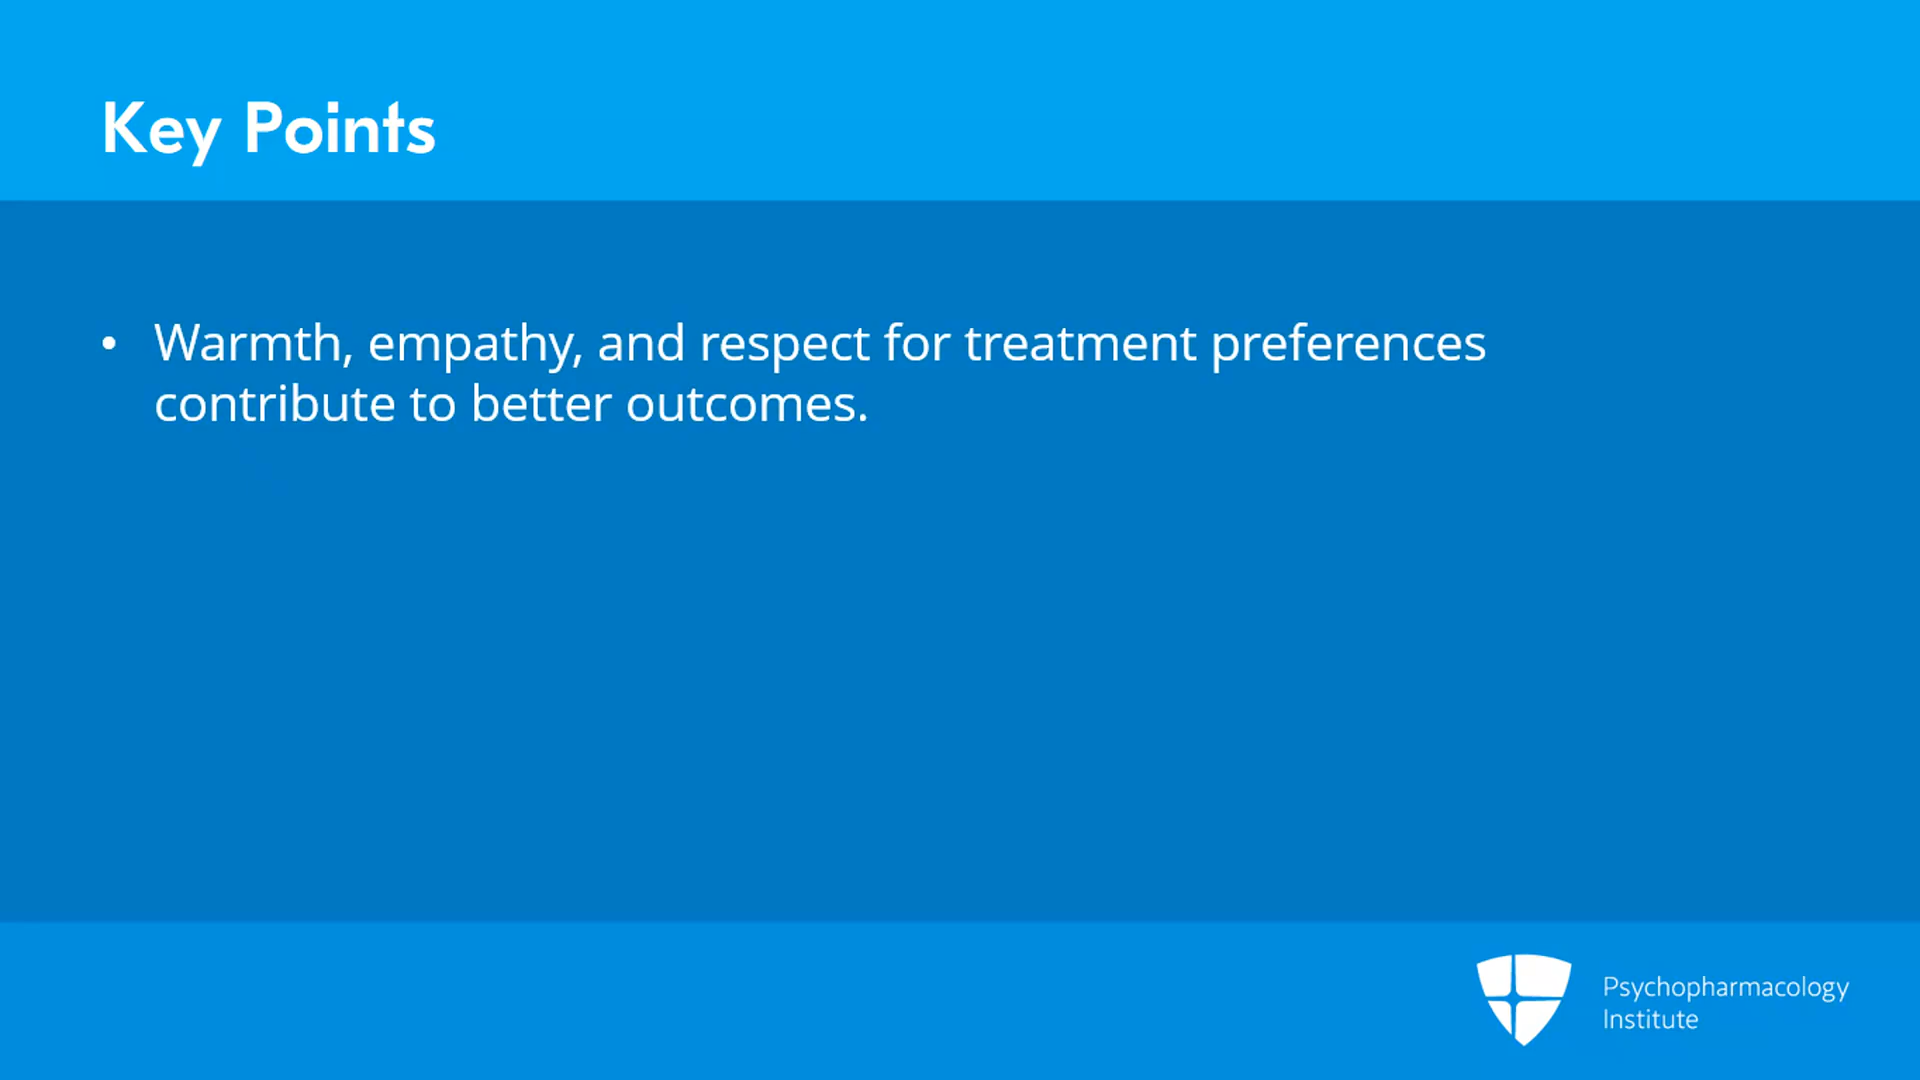 Key Points
• Warmth, empathy, and respect for treatment preferences
contribute to better outcomes.
Psychopharmacology
Institute